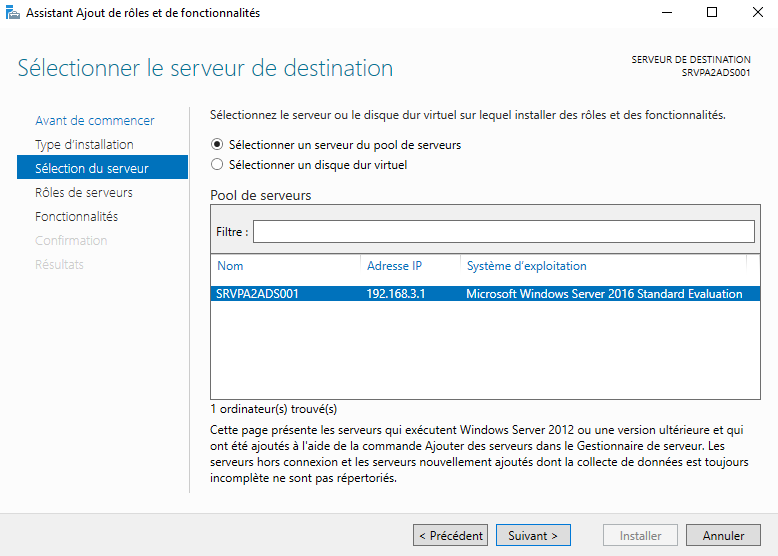 Assistant Ajout de rôles et de fonctionnalités
Sélectionner le serveur de destination
SERVEUR DE DESTINATION
SRVPA2ADS001
Avant de commencer
Type d'installation
Sélection du serveur
Rôles de serveurs
Fonctionnalités
Confirmation
Résultats
Sélectionnez le serveur ou le disque dur virtuel sur lequel installer des rôles et des fonctionnalités.
Sélectionner un serveur du pool de serveurs
Sélectionner un disque dur virtuel
Pool de serveurs
Filtre :
Nom Adresse IP Système d'exploitation
SRVPA2ADS001 192.168.3.1 Microsoft Windows Server 2016 Standard Evaluation
1 ordinateur(s) trouvé(s)
Cette page présente les serveurs qui exécutent Windows Server 2012 ou une version ultérieure et qui
ont été ajoutés à l'aide de la commande Ajouter des serveurs dans le Gestionnaire de serveur. Les
serveurs hors connexion et les serveurs nouvellement ajoutés dont la collecte de données est toujours
incomplète ne sont pas répertoriés.
< Précédent Suivant > Installer Annuler